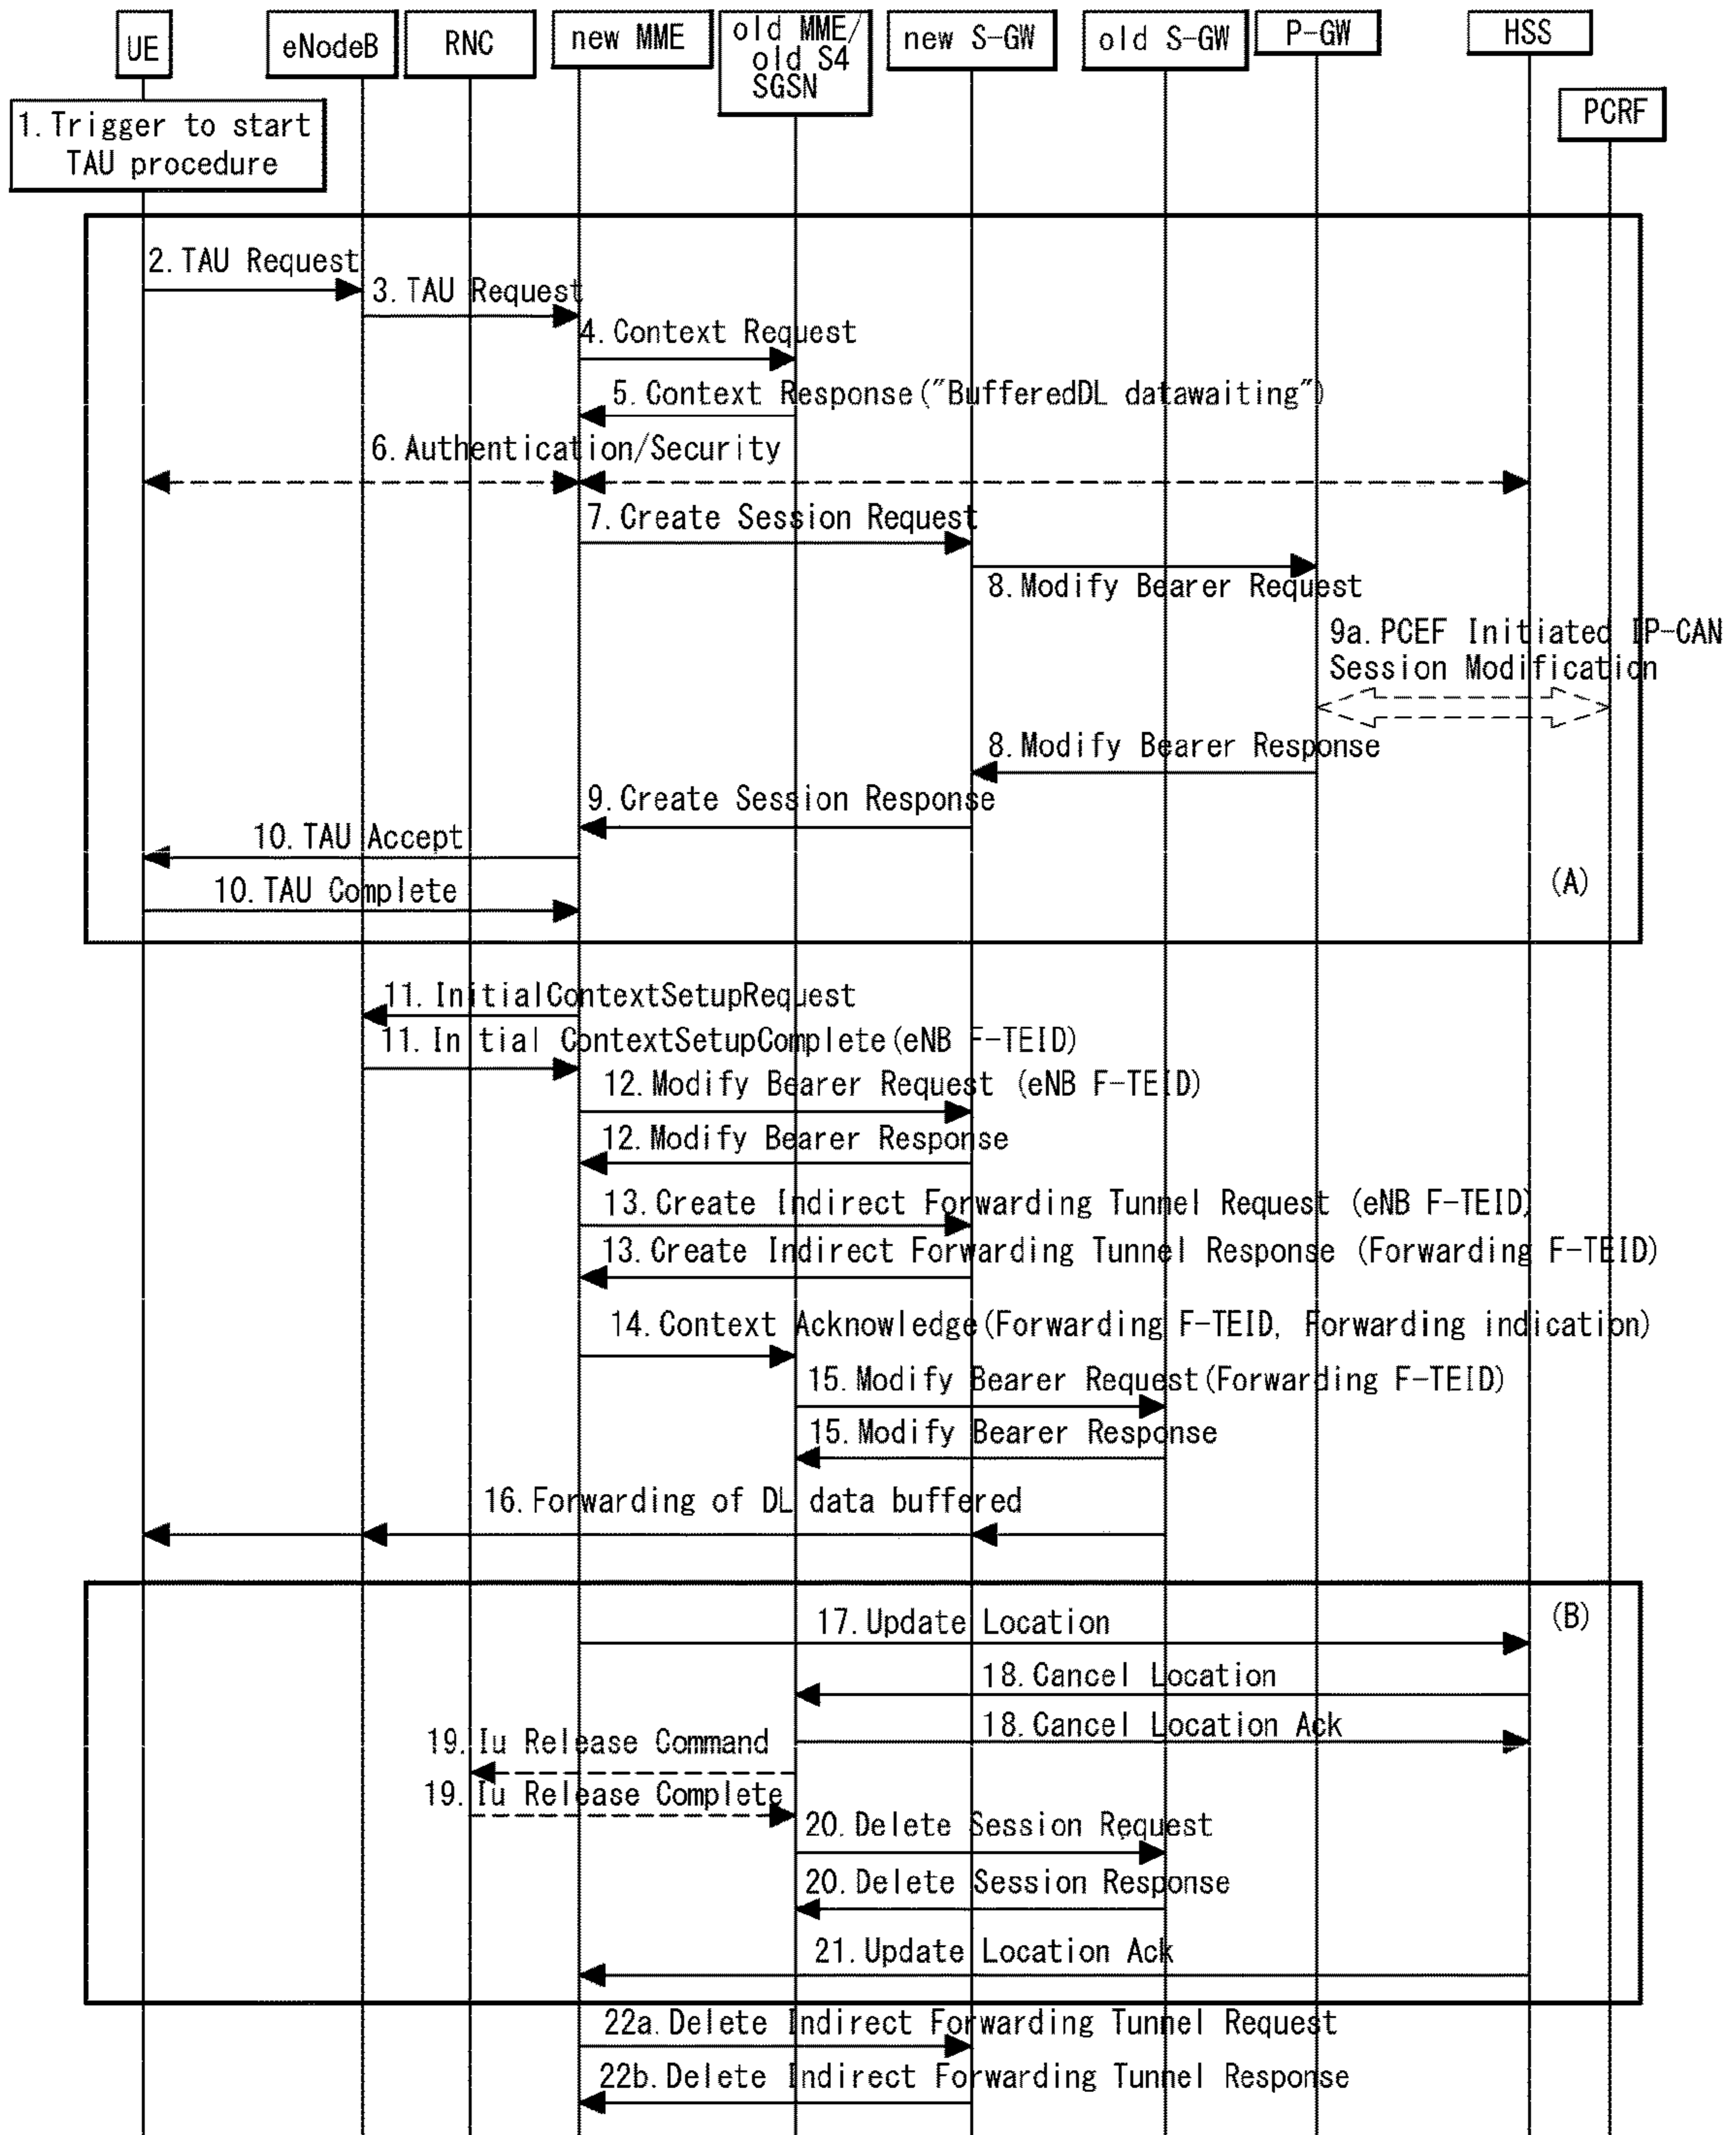 UE
eNodeB
RNC
new MME
old MME/
old S4
SGSN
new S-GW
old S-GW
P-GW
HSS
PCRF
1.Trigger to start
TAU procedure
2.TAU Request
3.TAU Request
4.Context Request
5.Context Response("BufferedDL datawaiting")
6.Authentication/Security
7.Create Session Request
8.Modify Bearer Request
9a.PCEF Initiated IP-CAN
Session Modification
8.Modify Bearer Response
9.Create Session Response
10.TAU Accept
(A)
10.TAU Complete
11.InitialContextSetupRequest
11.In tial ContextSetupComplete(eNB F-TEID)
12.Modify Bearer Request (eNB F-TEID)
12.Modify Bearer Response
13.Create Indirect Forwarding Tunnel Request (eNB F-TEID)
13.Create Indirect Forwarding Tunnel Response (Forwarding F-TEID)
14.Context Acknowledge(Forwarding F-TEID, Forwarding indication)
15.Modify Bearer Request(Forwarding F-TEID)
15.Modify Bearer Response
16.Forwarding of DL data buffered
(B)
17.Update Location
18.Cancel Location
18.Cancel Location Ack
19.Iu Release Command
19.Iu Release Complete
20.Delete Session Request
20.Delete Session Response
21.Update Location Ack
22a.Delete Indirect Forwarding Tunnel Request
22b.Delete Indirect Forwarding Tunnel Response